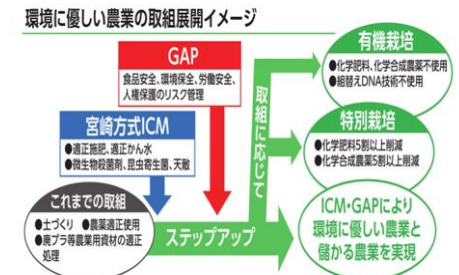 環境に優しい農業の取組展開イメージ
GAP
食品安全、環境保全、労働安全、
人権保護のリスク管理
宮崎方式ICM
●適正施肥、適正かん水
●微生物殺菌剤、昆虫寄生菌、天敵
これまでの取組
●土づくり ●農薬適正使用
●廃プラ等農業用資材の適正
処理
ステップアップ
取組に応じて
有機栽培
●化学肥料、化学合成農薬不使用
●組替えDNA技術不使用
特別栽培
●化学肥料5割以上削減
●化学合成農薬5割以上削減
ICM・GAPにより
環境に優しい農業と
儲かる農業を実現